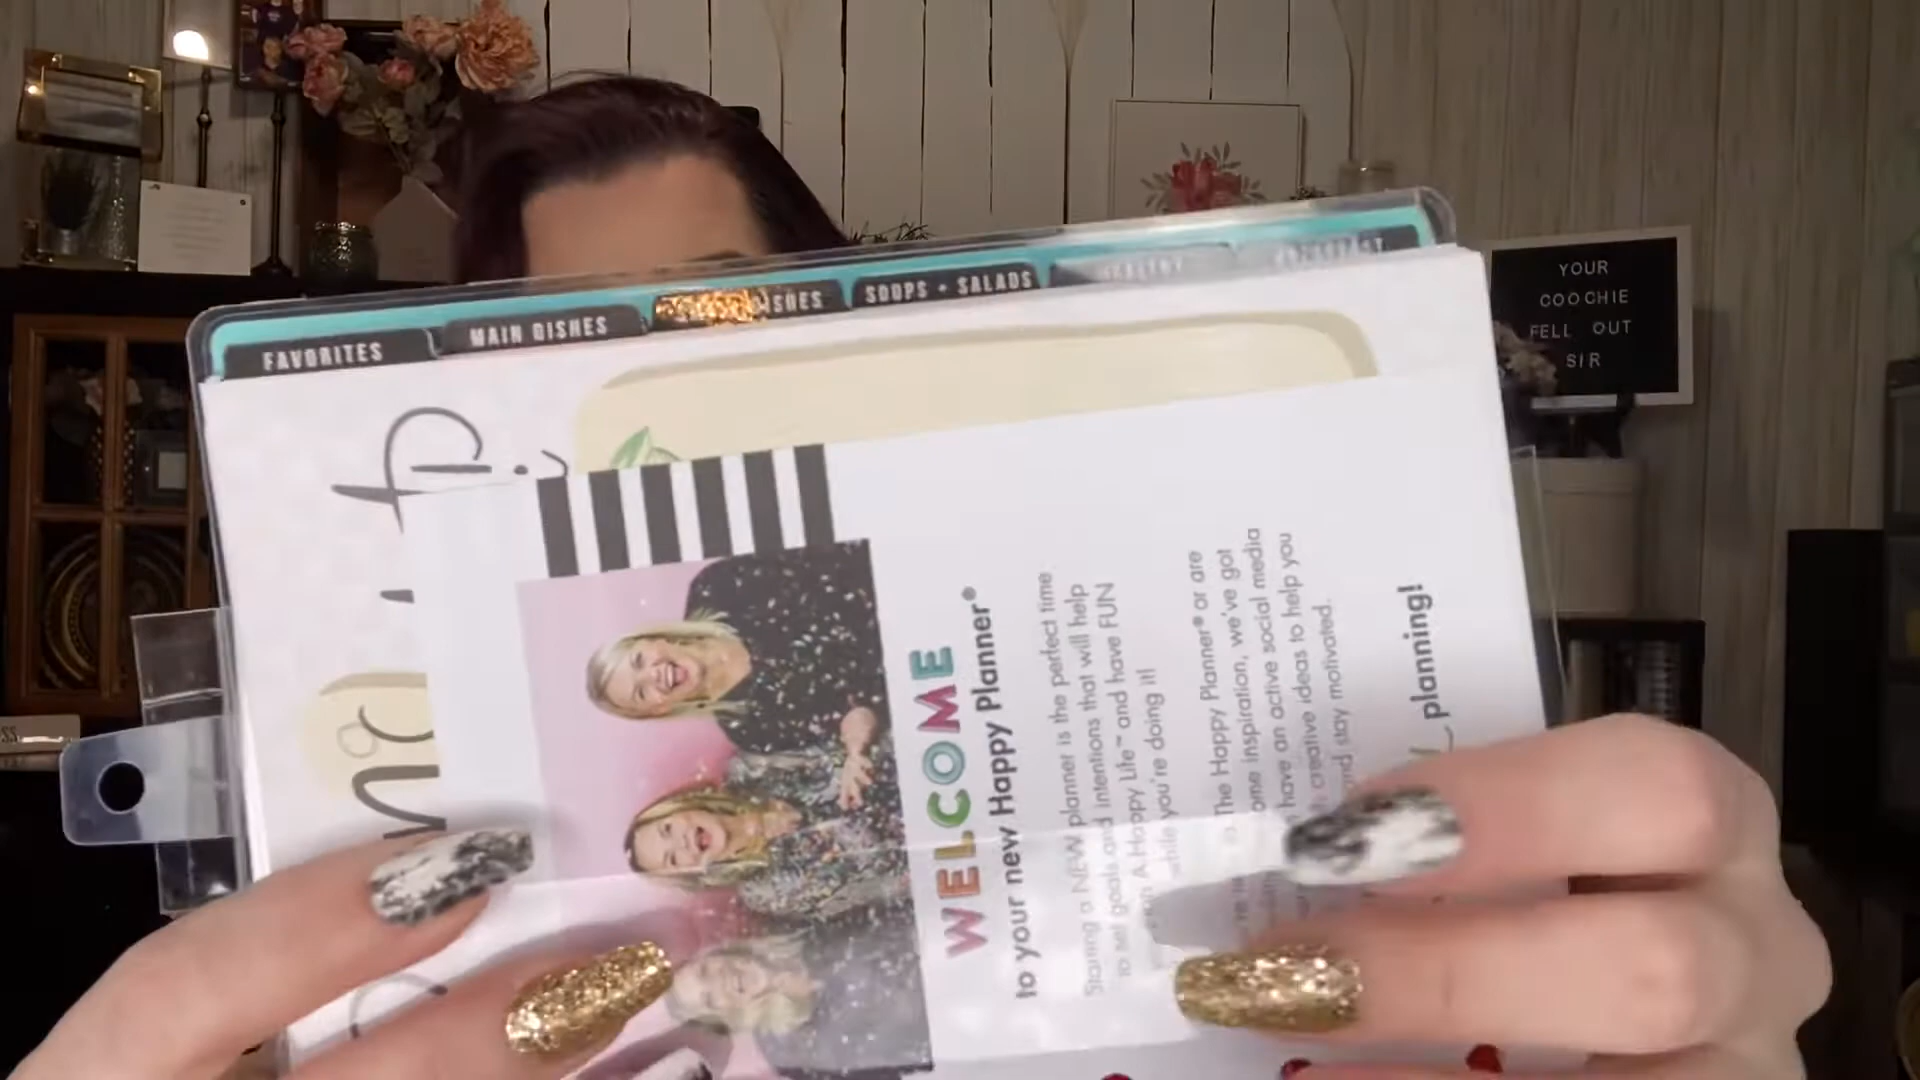 FAVORITES
MAIN DISHES
SOUPS + SALADS
HEALTHY
YOUR
COOCHIE
FELL OUT
SIR
WELCOME
to your new Happy Planner®
Starting a NEW planner is the perfect time
to set goals and intentions that will help
A Happy Life™ and have FUN
while you're doing it!
The Happy Planner® or are
inspiration, we've got
have an active social media
creative ideas to help you
and stay motivated.
planning!